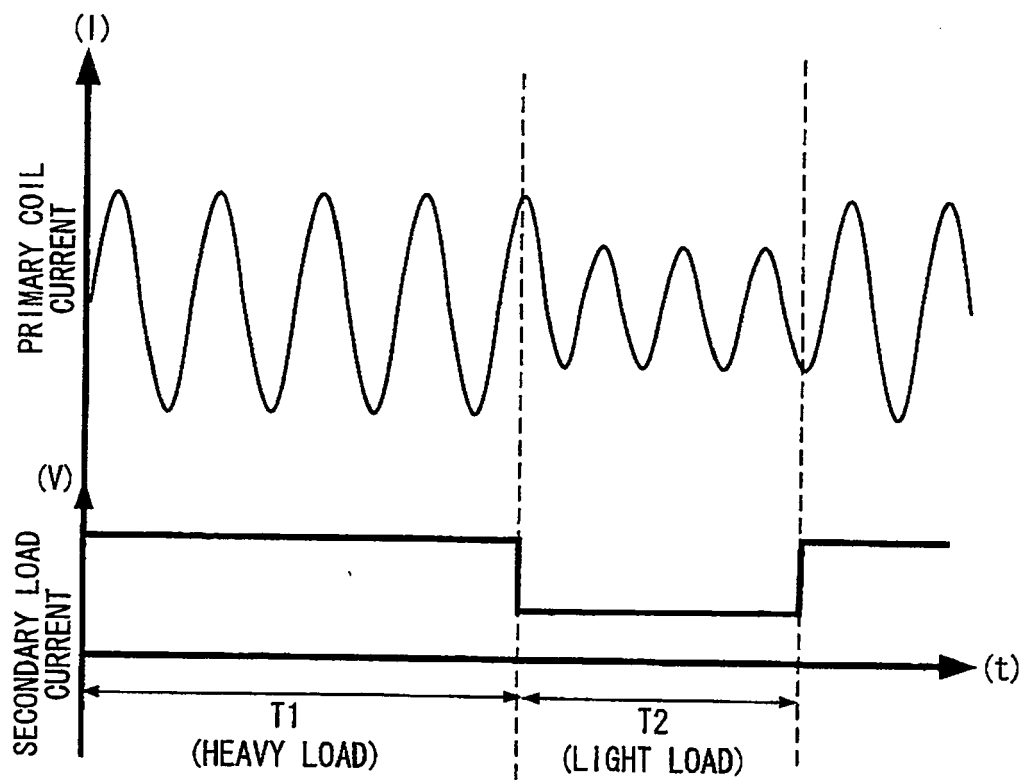 (I)
PRIMARY COIL
CURRENT
(V)
SECONDARY LOAD
CURRENT
(t)
T1
(HEAVY LOAD)
T2
(LIGHT LOAD)